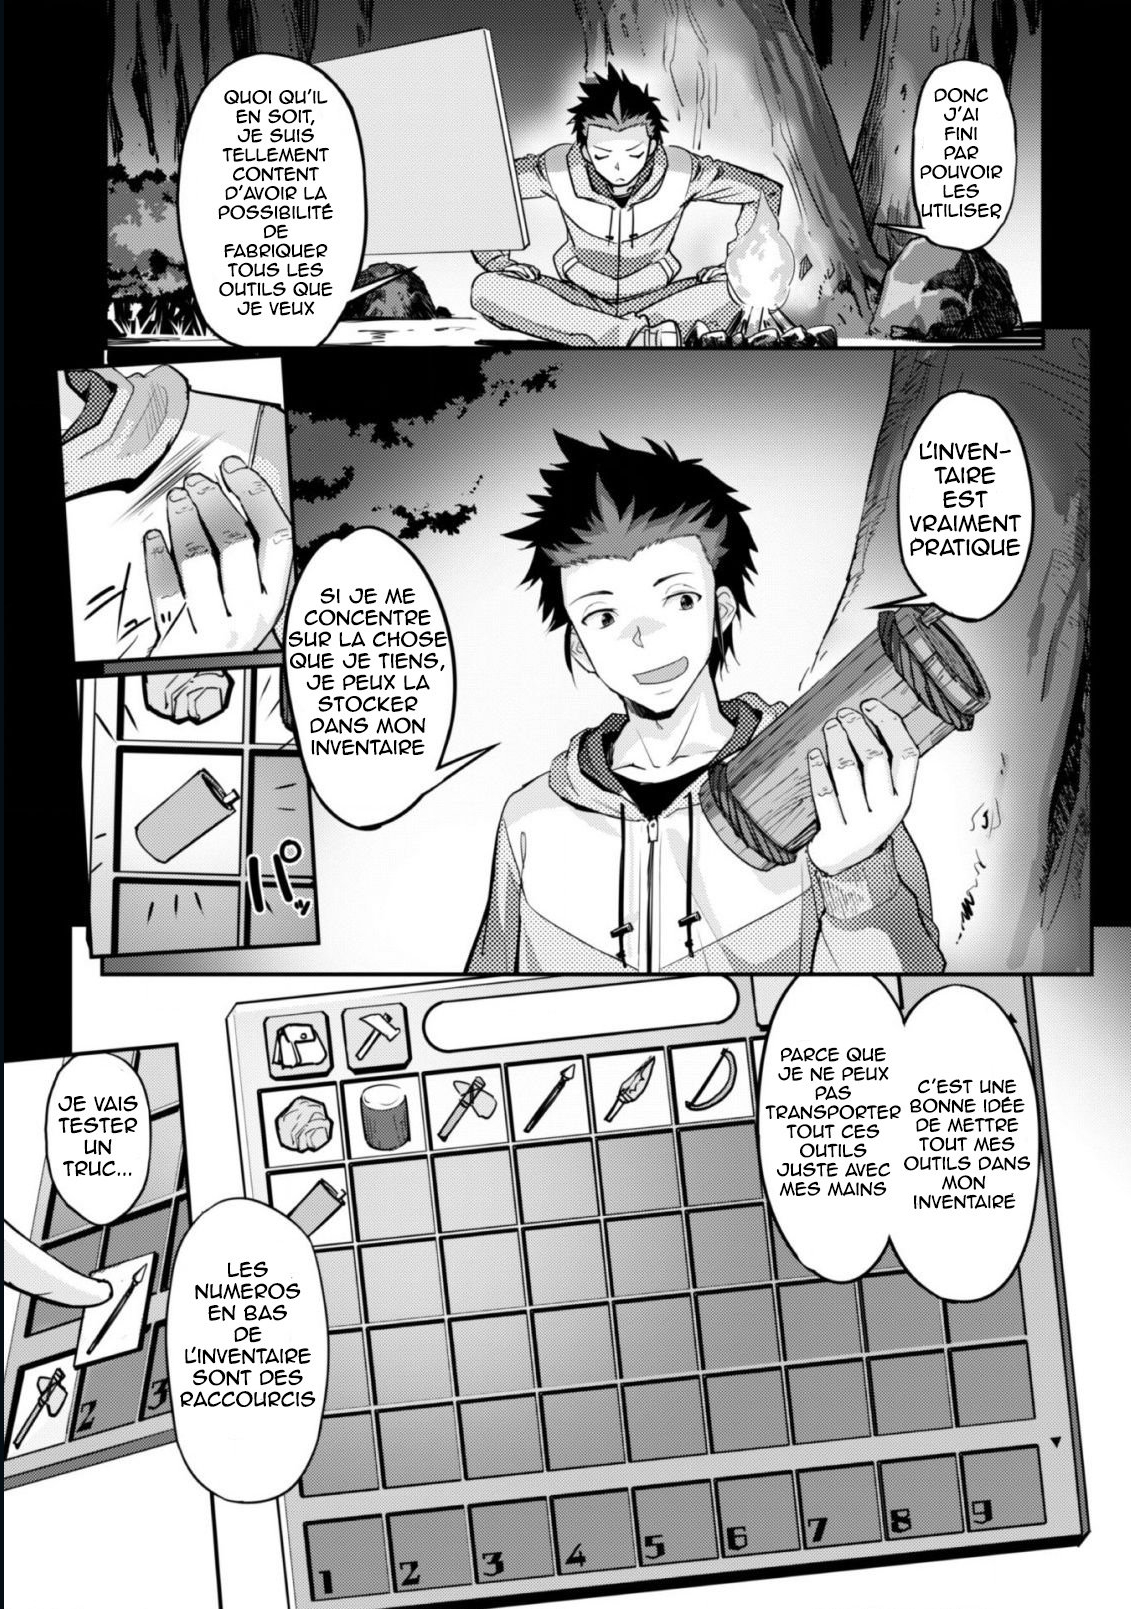 DONC
J'AI
FINI
PAR
POUVOIR
LES
UTILISER
QUOI QU'IL
EN SOIT,
JE SUIS
TELLEMENT
CONTENT
D'AVOIR LA
POSSIBILITÉ
DE
FABRIQUER
TOUS LES
OUTILS QUE
JE VEUX
L'INVEN-
TAIRE
EST
VRAIMENT
PRATIQUE
SI JE ME
CONCENTRE
SUR LA CHOSE
QUE JE TIENS,
JE PEUX LA
STOCKER
DANS MON
INVENTAIRE
パッ
C'EST UNE
BONNE IDÉE
DE METTRE
TOUT MES
OUTILS DANS
MON
INVENTAIRE
PARCE QUE
JE NE PEUX
PAS
TRANSPORTER
TOUT CES
OUTILS
JUSTE AVEC
MES MAINS
LES
NUMEROS
EN BAS
DE
L'INVENTAIRE
SONT DES
RACCOURCIS
1 2 3 4 5 6 7 8 9
JE VAIS
TESTER
UN
TRUC...
2 3